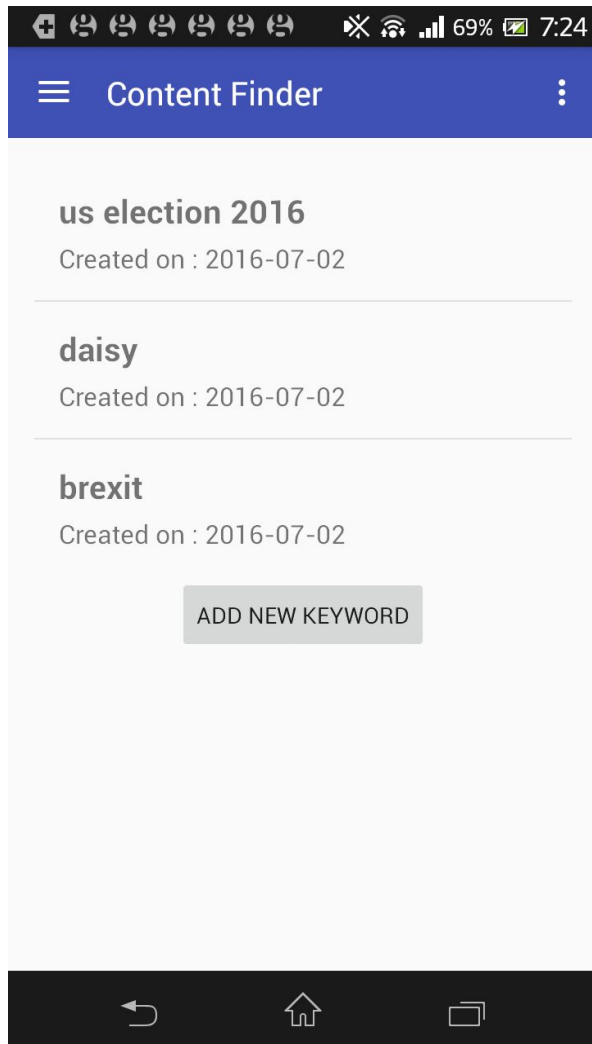 69% 7:24
Content Finder
us election 2016
Created on : 2016-07-02
daisy
Created on : 2016-07-02
brexit
Created on : 2016-07-02
ADD NEW KEYWORD